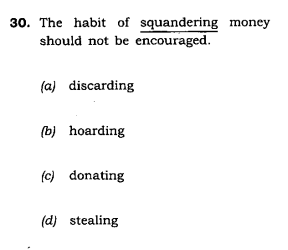 30. The habit of squandering money
should not be encouraged.
(a) discarding
(b) hoarding
(c) donating
(d) stealing